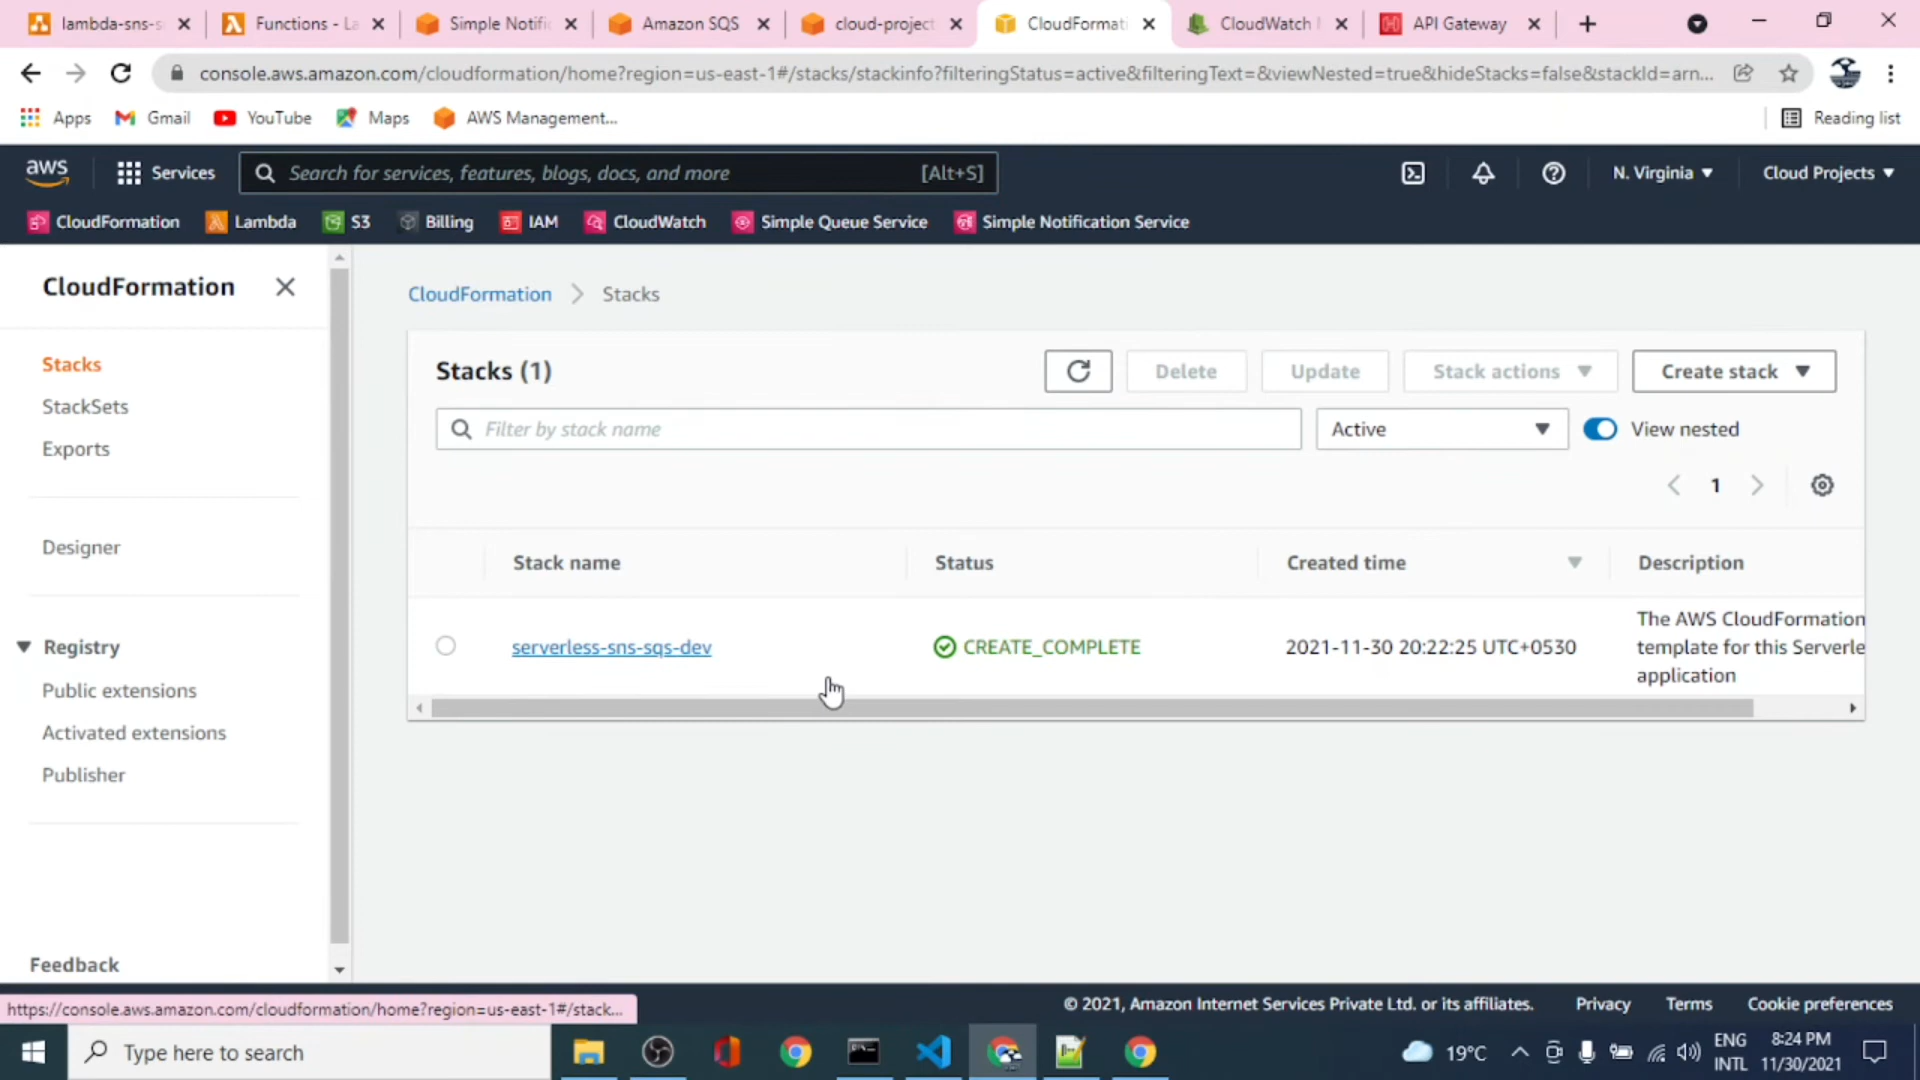 lambda-sns-s
Functions - La
Simple Notific
Amazon SQS
cloud-project
CloudFormati
CloudWatch
API Gateway
console.aws.amazon.com/cloudformation/home?region=us-east-1#/stacks/stackinfo?filteringStatus=active&filteringText=&viewNested=true&hideStacks=false&stackId=arn...
Apps
Gmail
YouTube
Maps
AWS Management...
Reading list
aws
Services
Search for services, features, blogs, docs, and more
[Alt+S]
N. Virginia
Cloud Projects
CloudFormation
Lambda
S3
Billing
IAM
CloudWatch
Simple Queue Service
Simple Notification Service
CloudFormation
Stacks
StackSets
Exports
Designer
Registry
Public extensions
Activated extensions
Publisher
Feedback
CloudFormation
Stacks
Stacks (1)
Delete
Update
Stack actions
Create stack
Filter by stack name
Active
View nested
1
Stack name
Status
Created time
Description
serverless-sns-sqs-dev
CREATE_COMPLETE
2021-11-30 20:22:25 UTC+0530
The AWS CloudFormation
template for this Serverle
application
https://console.aws.amazon.com/cloudformation/home?region=us-east-1#/stack...
© 2021, Amazon Internet Services Private Ltd. or its affiliates.
Privacy
Terms
Cookie preferences
Type here to search
19°C
ENG
INTL
8:24 PM
11/30/2021